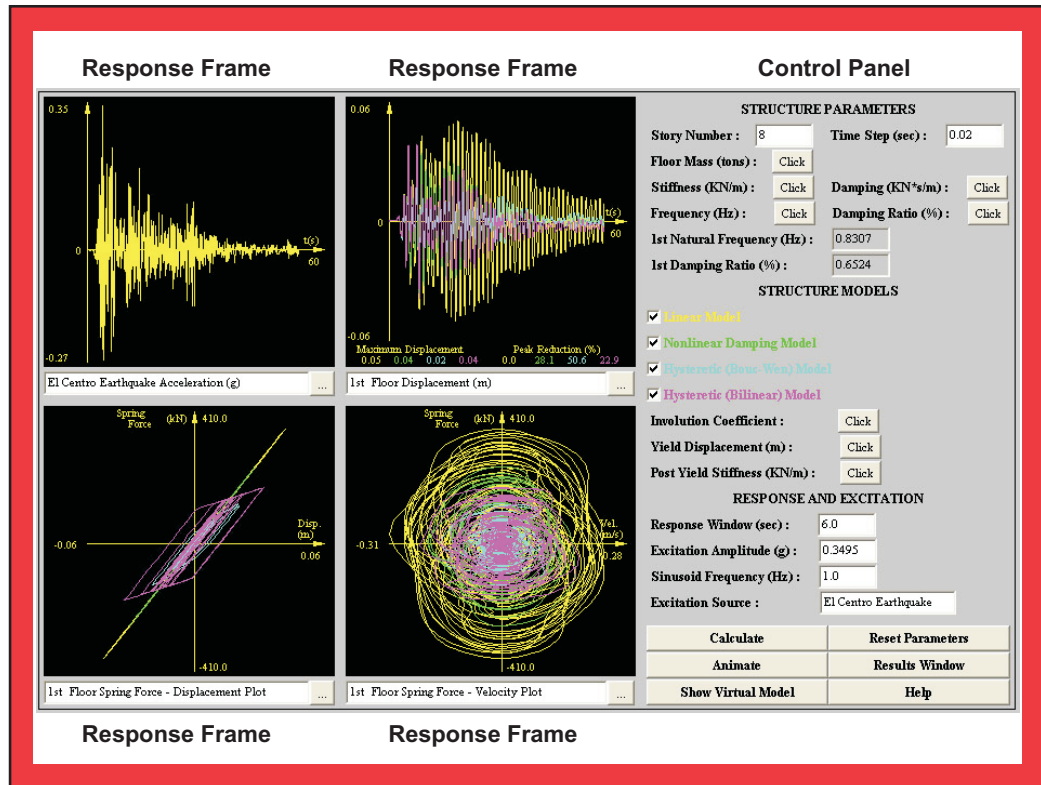 Response Frame
Response Frame
Control Panel
0.35
0
t(s)
60
-0.27
El Centro Earthquake Acceleration (g)
...
0.06
0
t(s)
60
-0.06
Maximum Displacement Peak Reduction (%)
0.05 0.04 0.02 0.04 0.0 28.1 50.6 22.9
1st Floor Displacement (m)
...
Spring Force (kN) 410.0
-0.06
Disp. (m)
0.06
-410.0
1st Floor Spring Force - Displacement Plot
...
Spring Force (kN) 410.0
-0.31
Vel. (m/s)
0.28
-410.0
1st Floor Spring Force - Velocity Plot
...
STRUCTURE PARAMETERS
Story Number : 8 Time Step (sec) : 0.02
Floor Mass (tons) : Click
Stiffness (KN/m) : Click Damping (KN*s/m) : Click
Frequency (Hz) : Click Damping Ratio (%) : Click
1st Natural Frequency (Hz) : 0.8307
1st Damping Ratio (%) : 0.6524
STRUCTURE MODELS
Linear Model
Nonlinear Damping Model
Hysteretic (Bouc-Wen) Model
Hysteretic (Bilinear) Model
Involution Coefficient : Click
Yield Displacement (m) : Click
Post Yield Stiffness (KN/m) : Click
RESPONSE AND EXCITATION
Response Window (sec) : 6.0
Excitation Amplitude (g) : 0.3495
Sinusoid Frequency (Hz) : 1.0
Excitation Source : El Centro Earthquake
Calculate Reset Parameters
Animate Results Window
Show Virtual Model Help
Response Frame
Response Frame